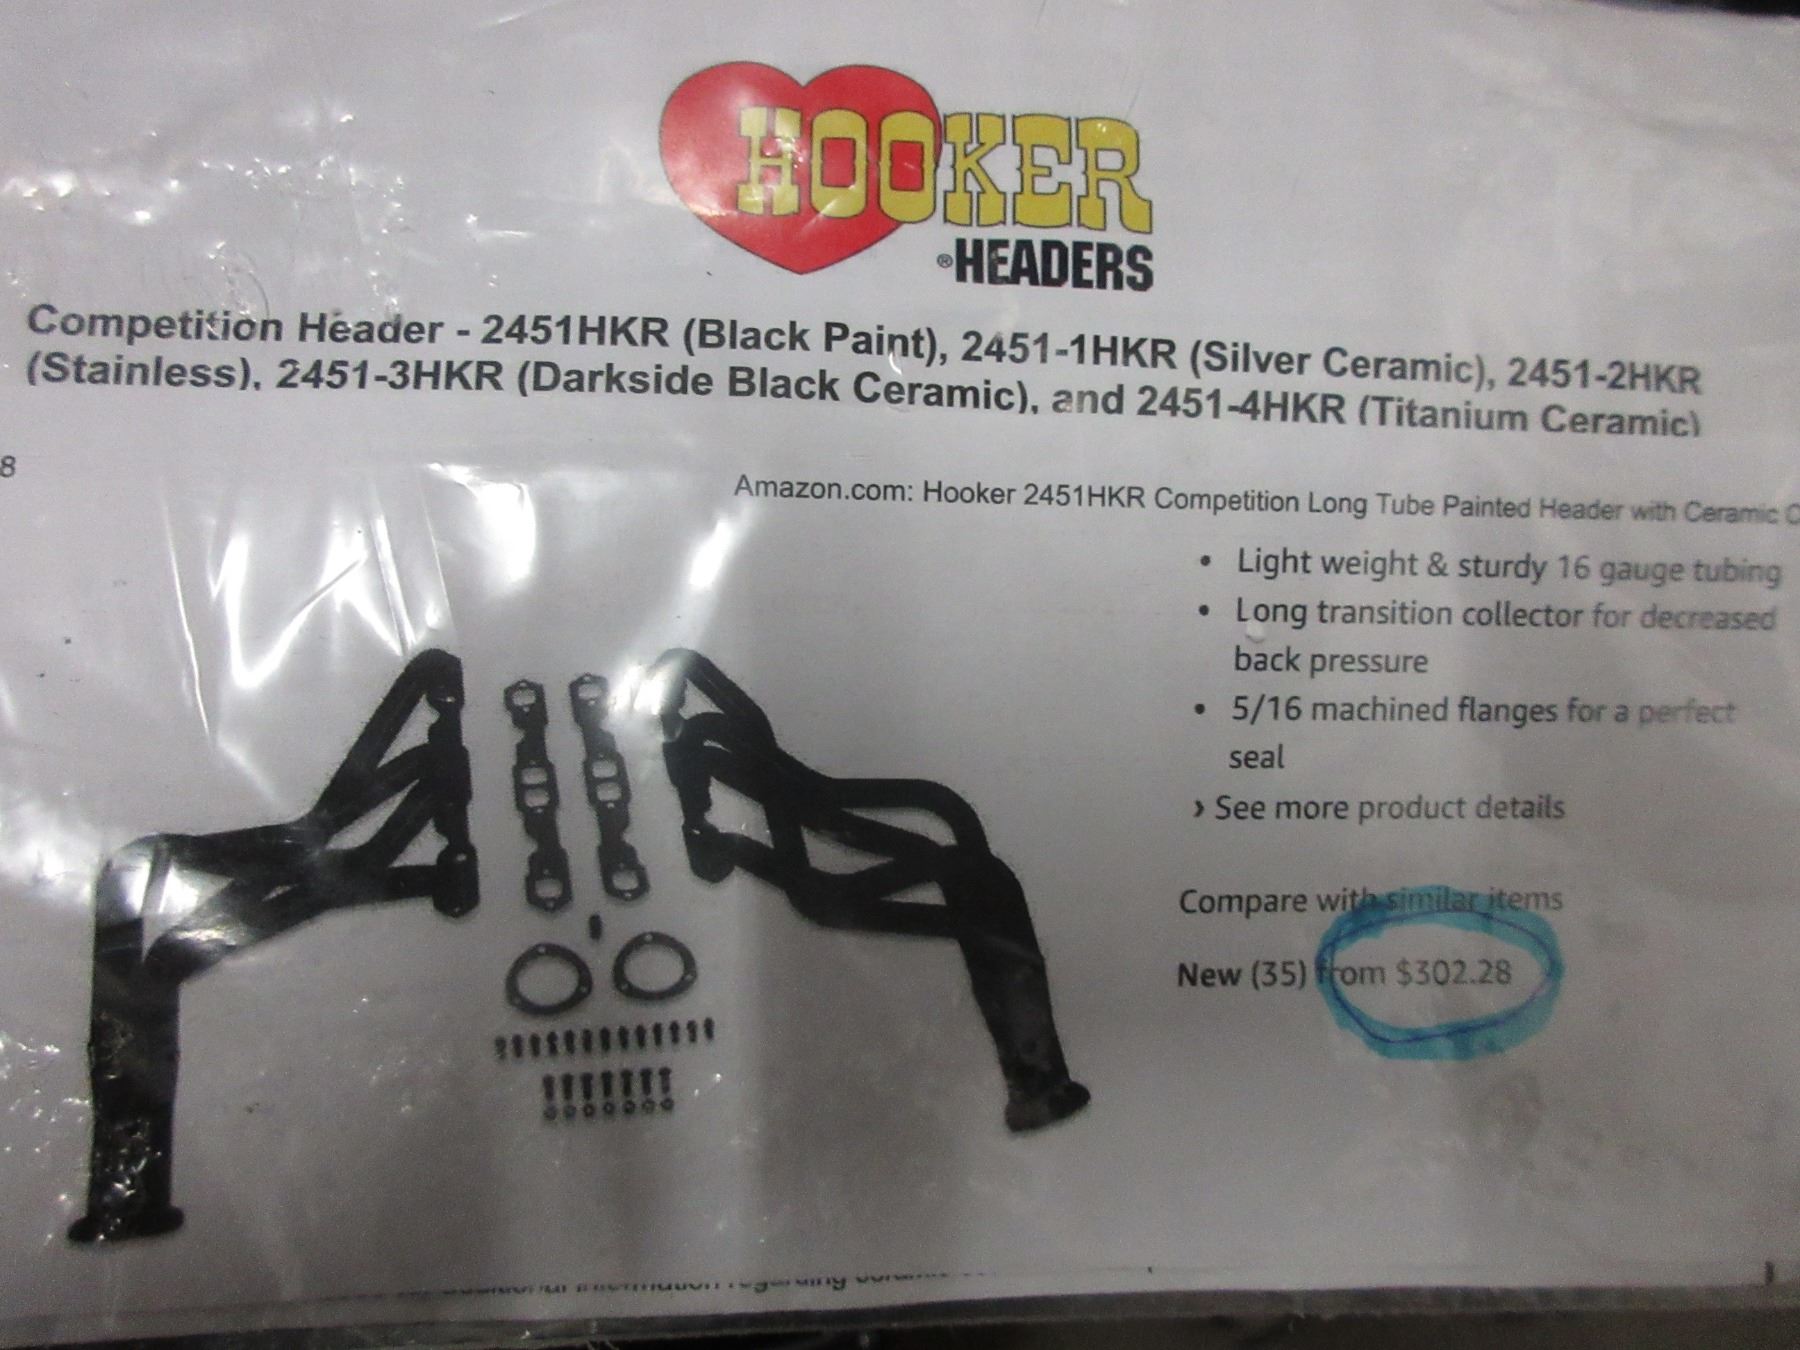 HOOKER
®HEADERS
Competition Header - 2451HKR (Black Paint), 2451-1HKR (Silver Ceramic), 2451-2HKR
(Stainless), 2451-3HKR (Darkside Black Ceramic), and 2451-4HKR (Titanium Ceramic)
8
Amazon.com: Hooker 2451HKR Competition Long Tube Painted Header with Ceramic
• Light weight & sturdy 16 gauge tubing
• Long transition collector for decreased
back pressure
• 5/16 machined flanges for a perfect
seal
› See more product details
Compare with similar items
New (35) from $302.28
information regarding